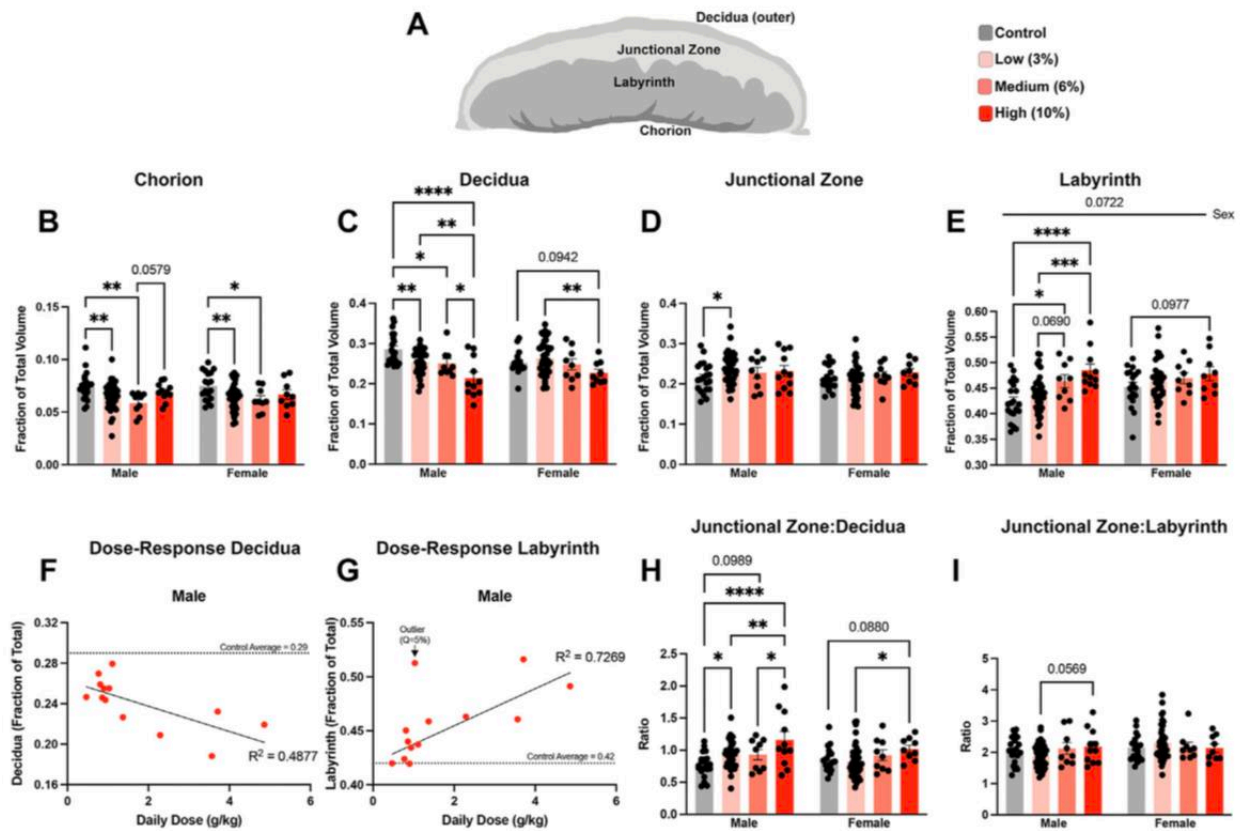 A
Decidua (outer)
Junctional Zone
Labyrinth
Chorion
Control
Low (3%)
Medium (6%)
High (10%)
Chorion
B
**
**
0.0579
*
**
Fraction of Total Volume
0.15
0.10
0.05
0.00
Male
Female
Decidua
C
****
**
*
**
*
0.0942
**
Fraction of Total Volume
0.4
0.3
0.2
0.1
0.0
Male
Female
Junctional Zone
D
*
Fraction of Total Volume
0.4
0.3
0.2
0.1
0.0
Male
Female
Labyrinth
E
0.0722
Sex
****
***
*
0.0690
0.0977
Fraction of Total Volume
0.60
0.55
0.50
0.45
0.40
0.35
0.30
Male
Female
Dose-Response Decidua
F
Male
Decidua (Fraction of Total)
0.32
0.28
0.24
0.20
0.16
Control Average = 0.29
R² = 0.4877
0
2
4
6
Daily Dose (g/kg)
Dose-Response Labyrinth
G
Male
Labyrinth (Fraction of Total)
0.55
0.50
0.45
0.40
Outlier
(Q=5%)
R² = 0.7269
Control Average = 0.42
0
2
4
6
Daily Dose (g/kg)
Junctional Zone:Decidua
H
0.0989
****
**
*
*
0.0880
*
Ratio
2.5
2.0
1.5
1.0
0.5
0.0
Male
Female
Junctional Zone:Labyrinth
I
0.0569
Ratio
5
4
3
2
1
0
Male
Female